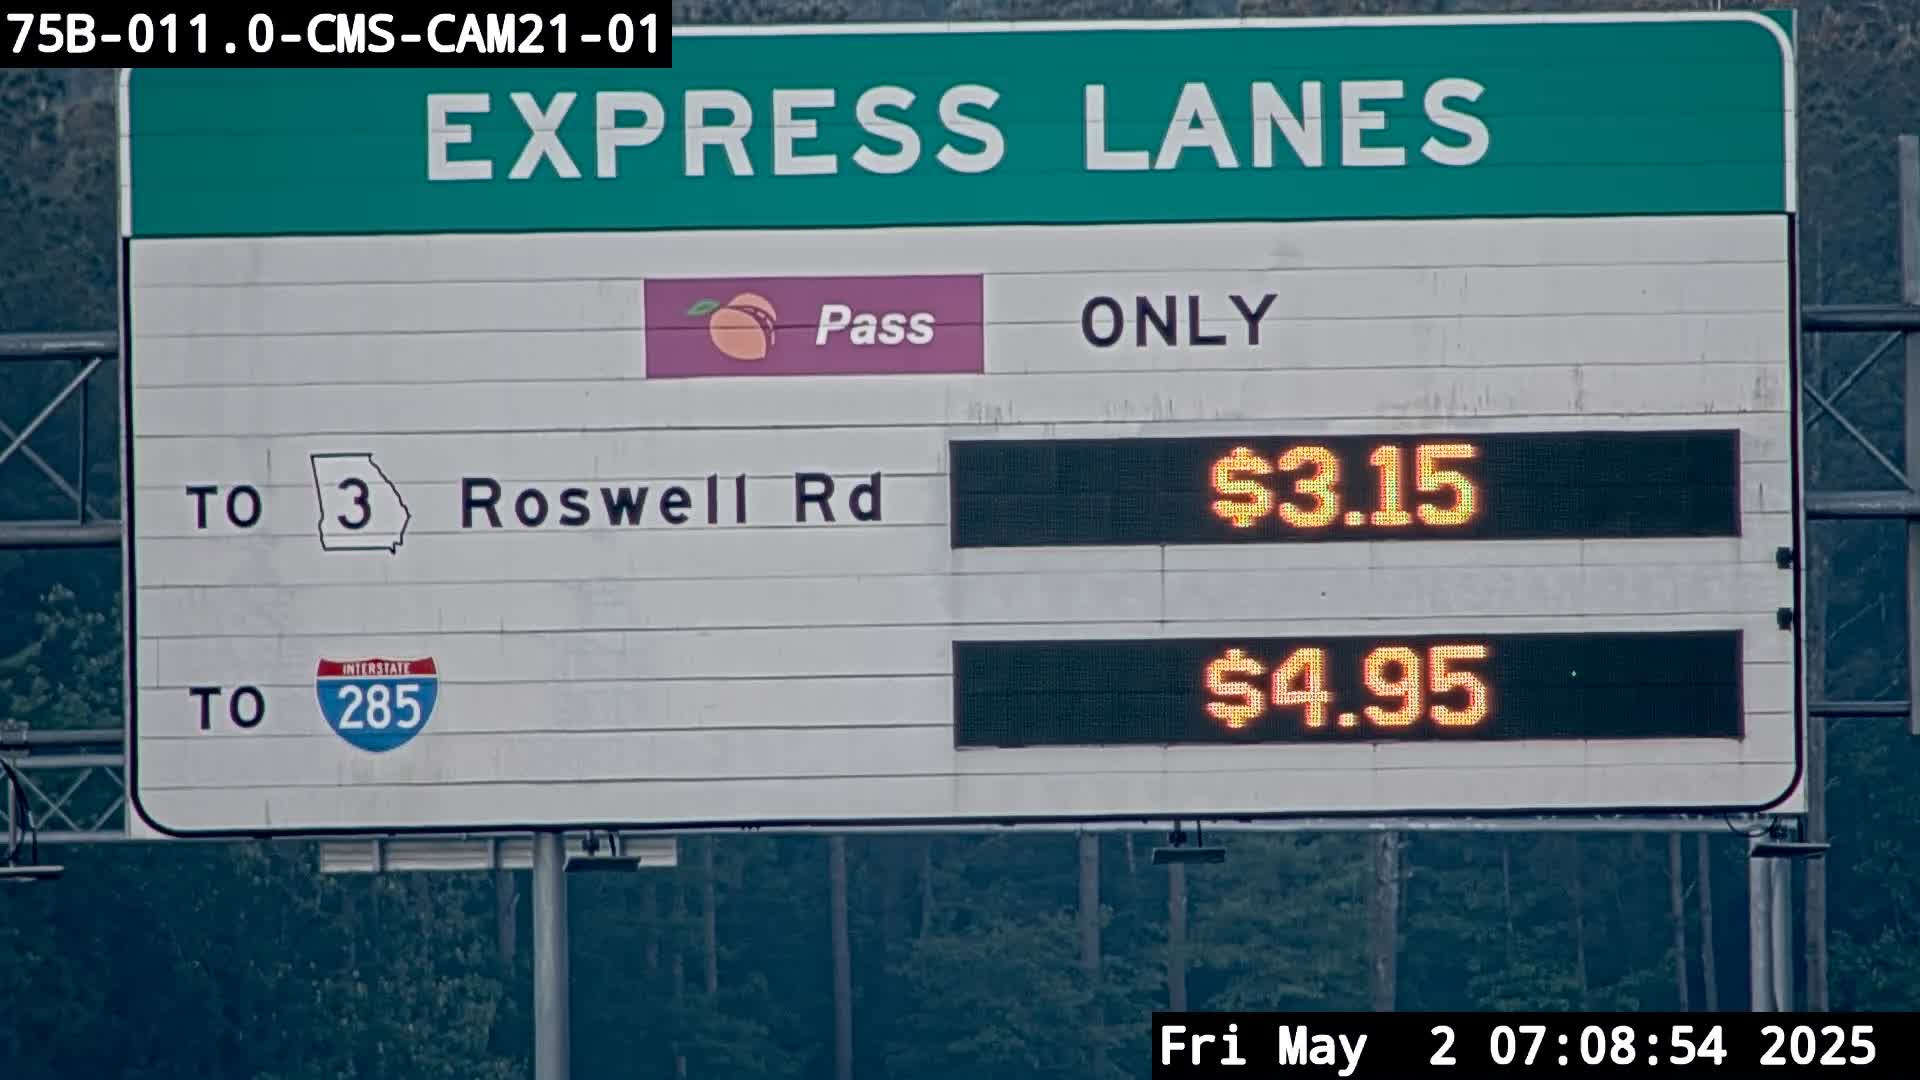 75B-011.0-CMS-CAM21-01
EXPRESS LANES
Pass ONLY
TO 3 Roswell Rd $3.15
INTERSTATE
TO 285 $4.95
Fri May 2 07:08:54 2025